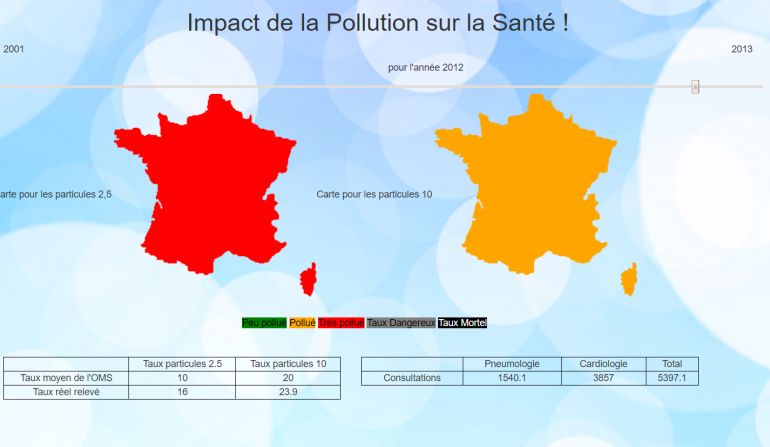 Impact de la Pollution sur la Santé !
2001 2013
pour l'année 2012
arte pour les particules 2,5 Carte pour les particules 10
Peu pollué Pollué Très pollué Taux Dangereux Taux Mortel
Taux particules 2.5 Taux particules 10
Taux moyen de l'OMS 10 20
Taux réel relevé 16 23.9
Pneumologie Cardiologie Total
Consultations 1540.1 3857 5397.1